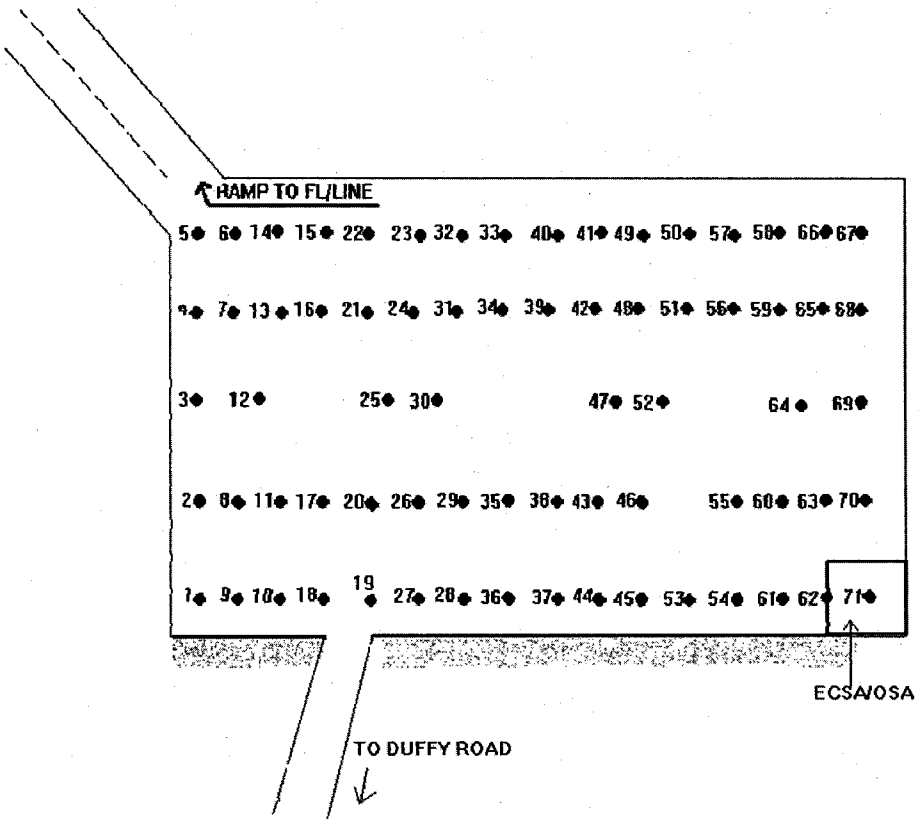 RAMP TO FL/LINE
5 6 14 15 22 23 32 33 40 41 49 50 57 58 66 67
4 7 13 16 21 24 31 34 39 42 48 51 56 59 65 68
3 12 25 30 47 52 64 69
2 8 11 17 20 26 29 35 38 43 46 55 60 63 70
1 9 10 18 19 27 28 36 37 44 45 53 54 61 62 71
ECSA/OSA
TO DUFFY ROAD